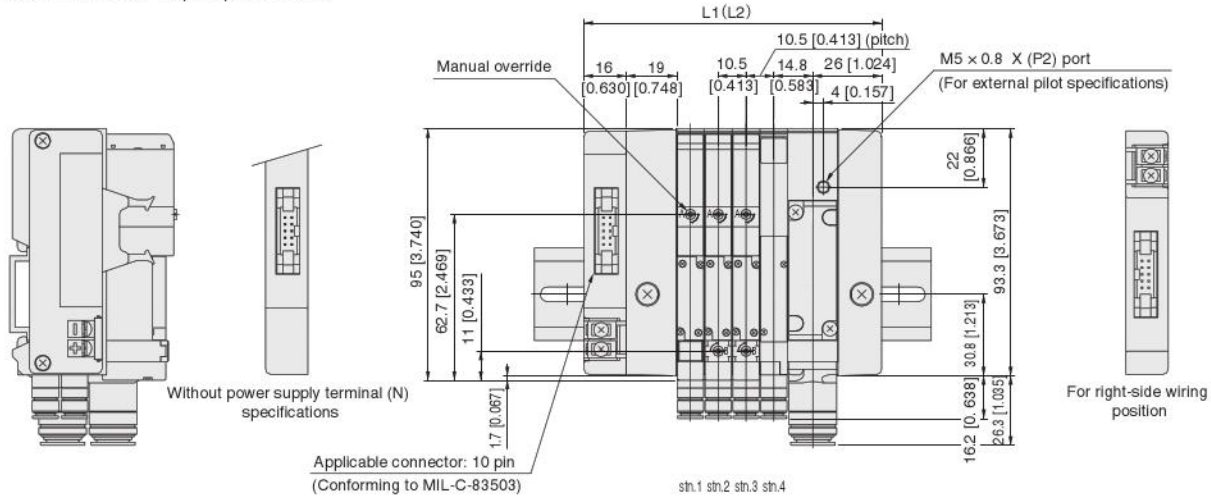 L1(L2)
10.5 [0.413] (pitch)
Manual override
16
19
10.5
14.8
26 [1.024]
M5 × 0.8 X (P2) port
[0.630]
[0.748]
[0.413]
[0.583]
4 [0.157]
(For external pilot specifications)
22
[0.866]
95 [3.740]
62.7 [2.469]
11 [0.433]
93.3 [3.673]
30.8 [1.213]
Without power supply terminal (N)
specifications
1.7 [0.067]
16.2 [0.638]
26.3 [1.035]
For right-side wiring
position
Applicable connector: 10 pin
(Conforming to MIL-C-83503)
stn.1 stn.2 stn.3 stn.4